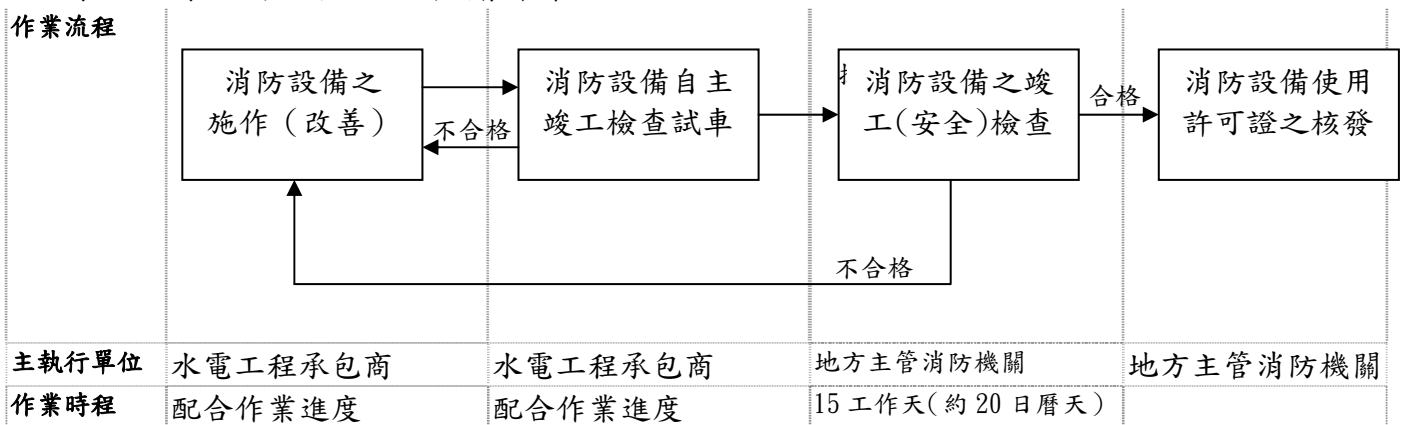 作業流程
消防設備之
施作（改善）
不合格
消防設備自主
竣工檢查試車
消防設備之竣
工(安全)檢查
合格
消防設備使用
許可證之核發
不合格
主執行單位 水電工程承包商 水電工程承包商 地方主管消防機關 地方主管消防機關
作業時程 配合作業進度 配合作業進度 15 工作天(約 20 日曆天)